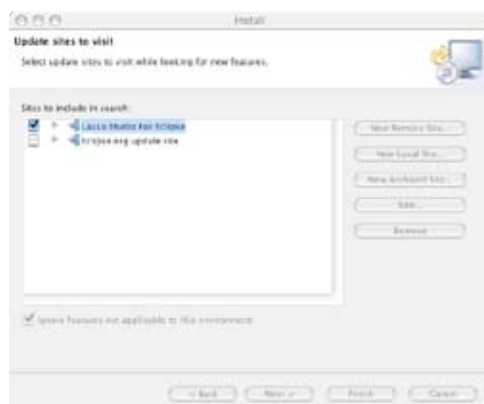 Install
Update sites to visit
Select update sites to visit while looking for new features.
Sites to include in search:
Lasso Studio For Eclipse
Eclipse.org update site
New Remote Site...
New Local Site...
New Archived Site...
Edit...
Remove
Ignore features not applicable to this environment
< Back
Next >
Finish
Cancel